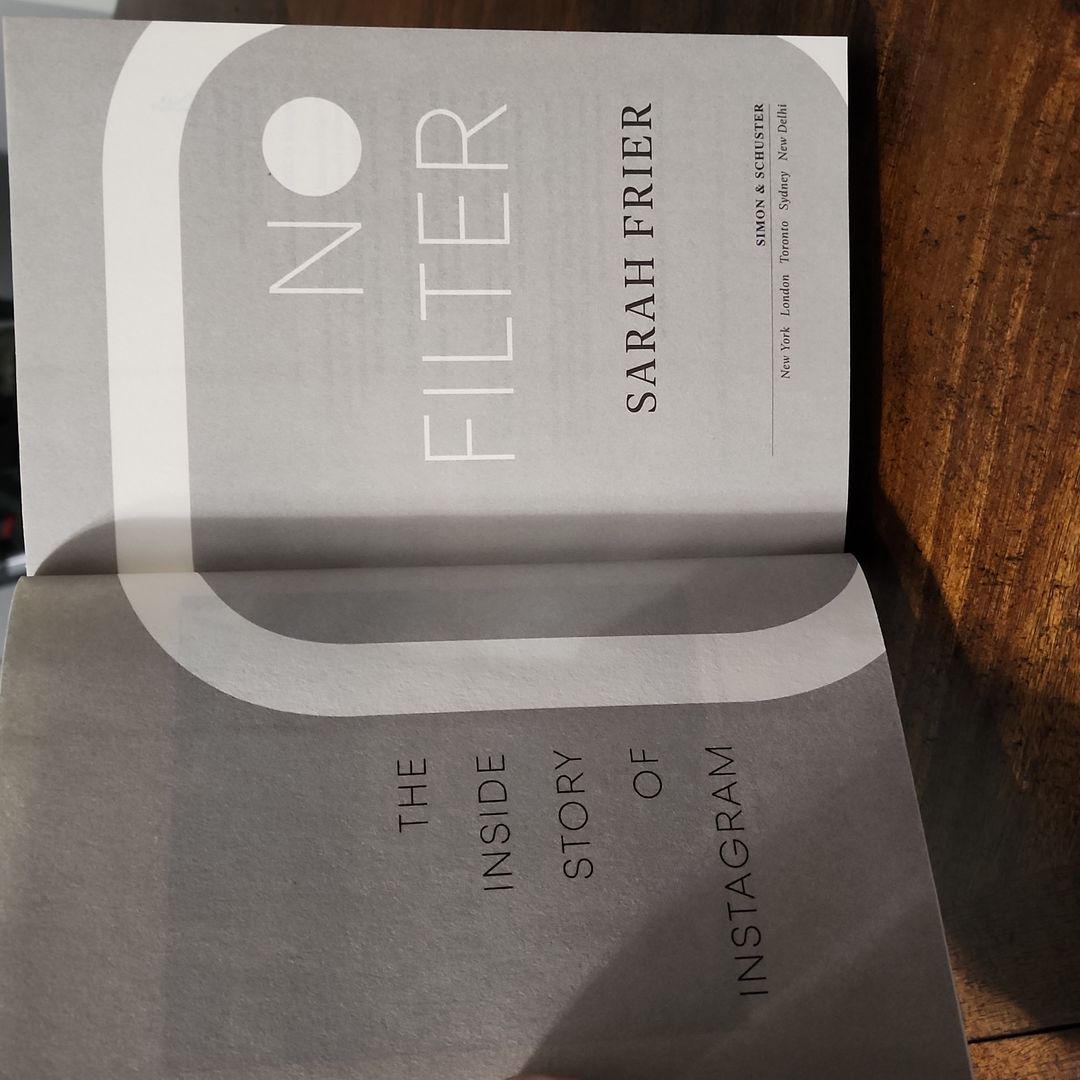 THE
INSIDE
STORY
OF
INSTAGRAM
NO
FILTER
SARAH FRIER
SIMON & SCHUSTER
New York London Toronto Sydney New Delhi